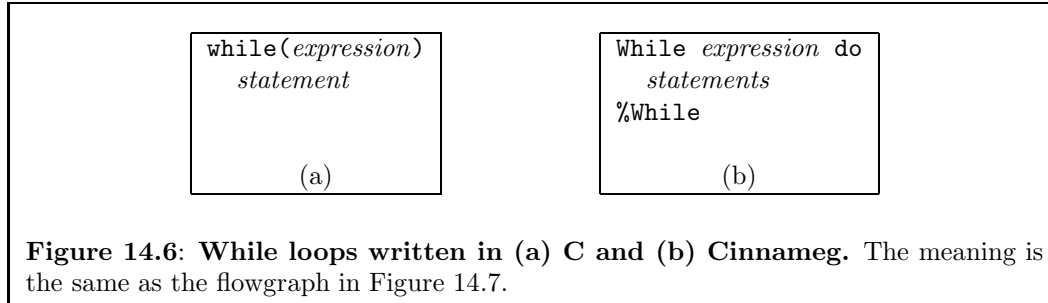 while(expression)
statement
(a)
While expression do
statements
%While
(b)
Figure 14.6: While loops written in (a) C and (b) Cinnameg. The meaning is
the same as the flowgraph in Figure 14.7.